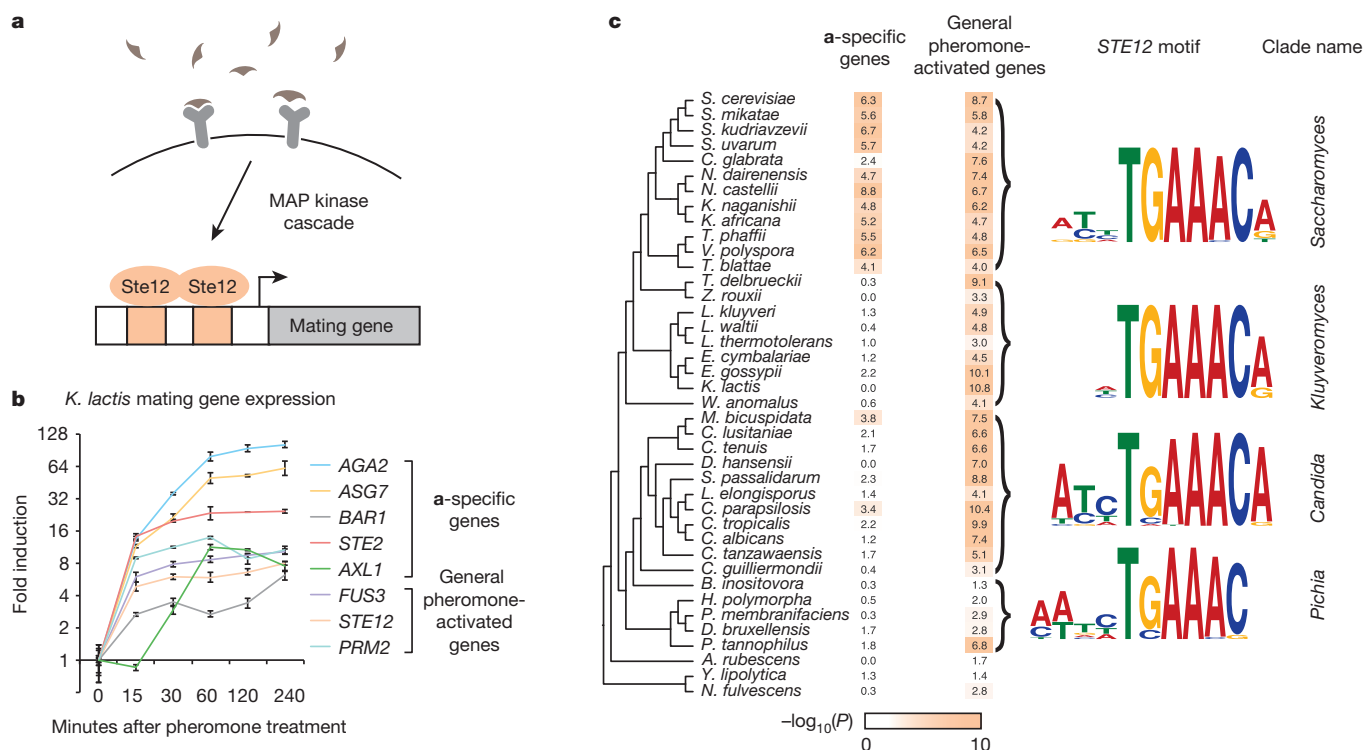 a
MAP kinase
cascade
Ste12 Ste12
Mating gene
b K. lactis mating gene expression
128
64
32
16
8
4
2
1
Fold induction
0 15 30 60 120 240
Minutes after pheromone treatment
AGA2
ASG7
BAR1
STE2
AXL1
FUS3
STE12
PRM2
a-specific
genes
General
pheromone-
activated
genes
c
a-specific
genes
General
pheromone-
activated genes
STE12 motif
Clade name
S. cerevisiae 6.3 8.7
S. mikatae 5.6 5.8
S. kudriavzevii 6.7 4.2
S. uvarum 5.7 4.2
C. glabrata 2.4 7.6
N. dairenensis 4.7 7.4
N. castellii 8.8 6.7
K. naganishii 4.8 6.2
K. africana 5.2 4.7
T. phaffii 5.5 4.8
V. polyspora 6.2 6.5
T. blattae 4.1 4.0
T. delbrueckii 0.3 9.1
Z. rouxii 0.0 3.3
L. kluyveri 1.3 4.9
L. waltii 0.4 4.8
L. thermotolerans 1.0 3.0
E. cymbalariae 1.2 4.5
E. gossypii 2.2 10.1
K. lactis 0.0 10.8
W. anomalus 0.6 4.1
M. bicuspidata 3.8 7.5
C. lusitaniae 2.1 6.6
C. tenuis 1.7 6.6
D. hansensii 0.0 7.0
S. passalidarum 2.3 8.8
L. elongisporus 1.4 4.1
C. parapsilosis 3.4 10.4
C. tropicalis 2.2 9.9
C. albicans 1.2 7.4
C. tanzawaensis 1.7 5.1
C. guilliermondii 0.4 3.1
B. inositovora 0.3 1.3
H. polymorpha 0.5 2.0
P. membranifaciens 0.3 2.9
D. bruxellensis 1.7 2.8
P. tannophilus 1.8 6.8
A. rubescens 0.0 1.7
Y. lipolytica 1.3 1.4
N. fulvescens 0.3 2.8
TGAAACA
Saccharomyces
TGAAACA
Kluyveromyces
ATCTGAAACA
Candida
AATCTGAAAC
Pichia
–log10(P)
0 10